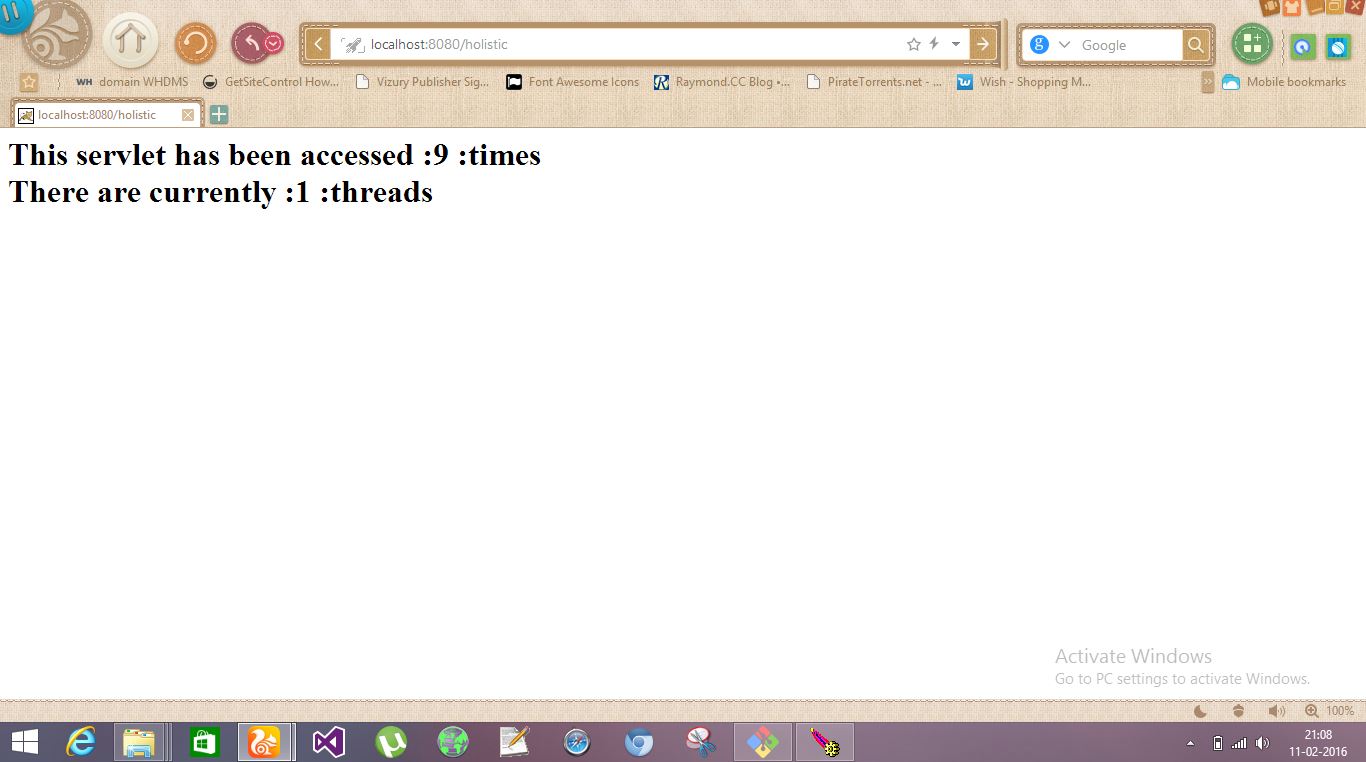 localhost:8080/holistic
Google
WH domain WHDMS GetSiteControl How... Vizury Publisher Sig... Font Awesome Icons Raymond.CC Blog •... PirateTorrents.net - ... Wish - Shopping M... Mobile bookmarks
localhost:8080/holistic
This servlet has been accessed :9 :times
There are currently :1 :threads
Activate Windows
Go to PC settings to activate Windows.
100%
21:08
11-02-2016